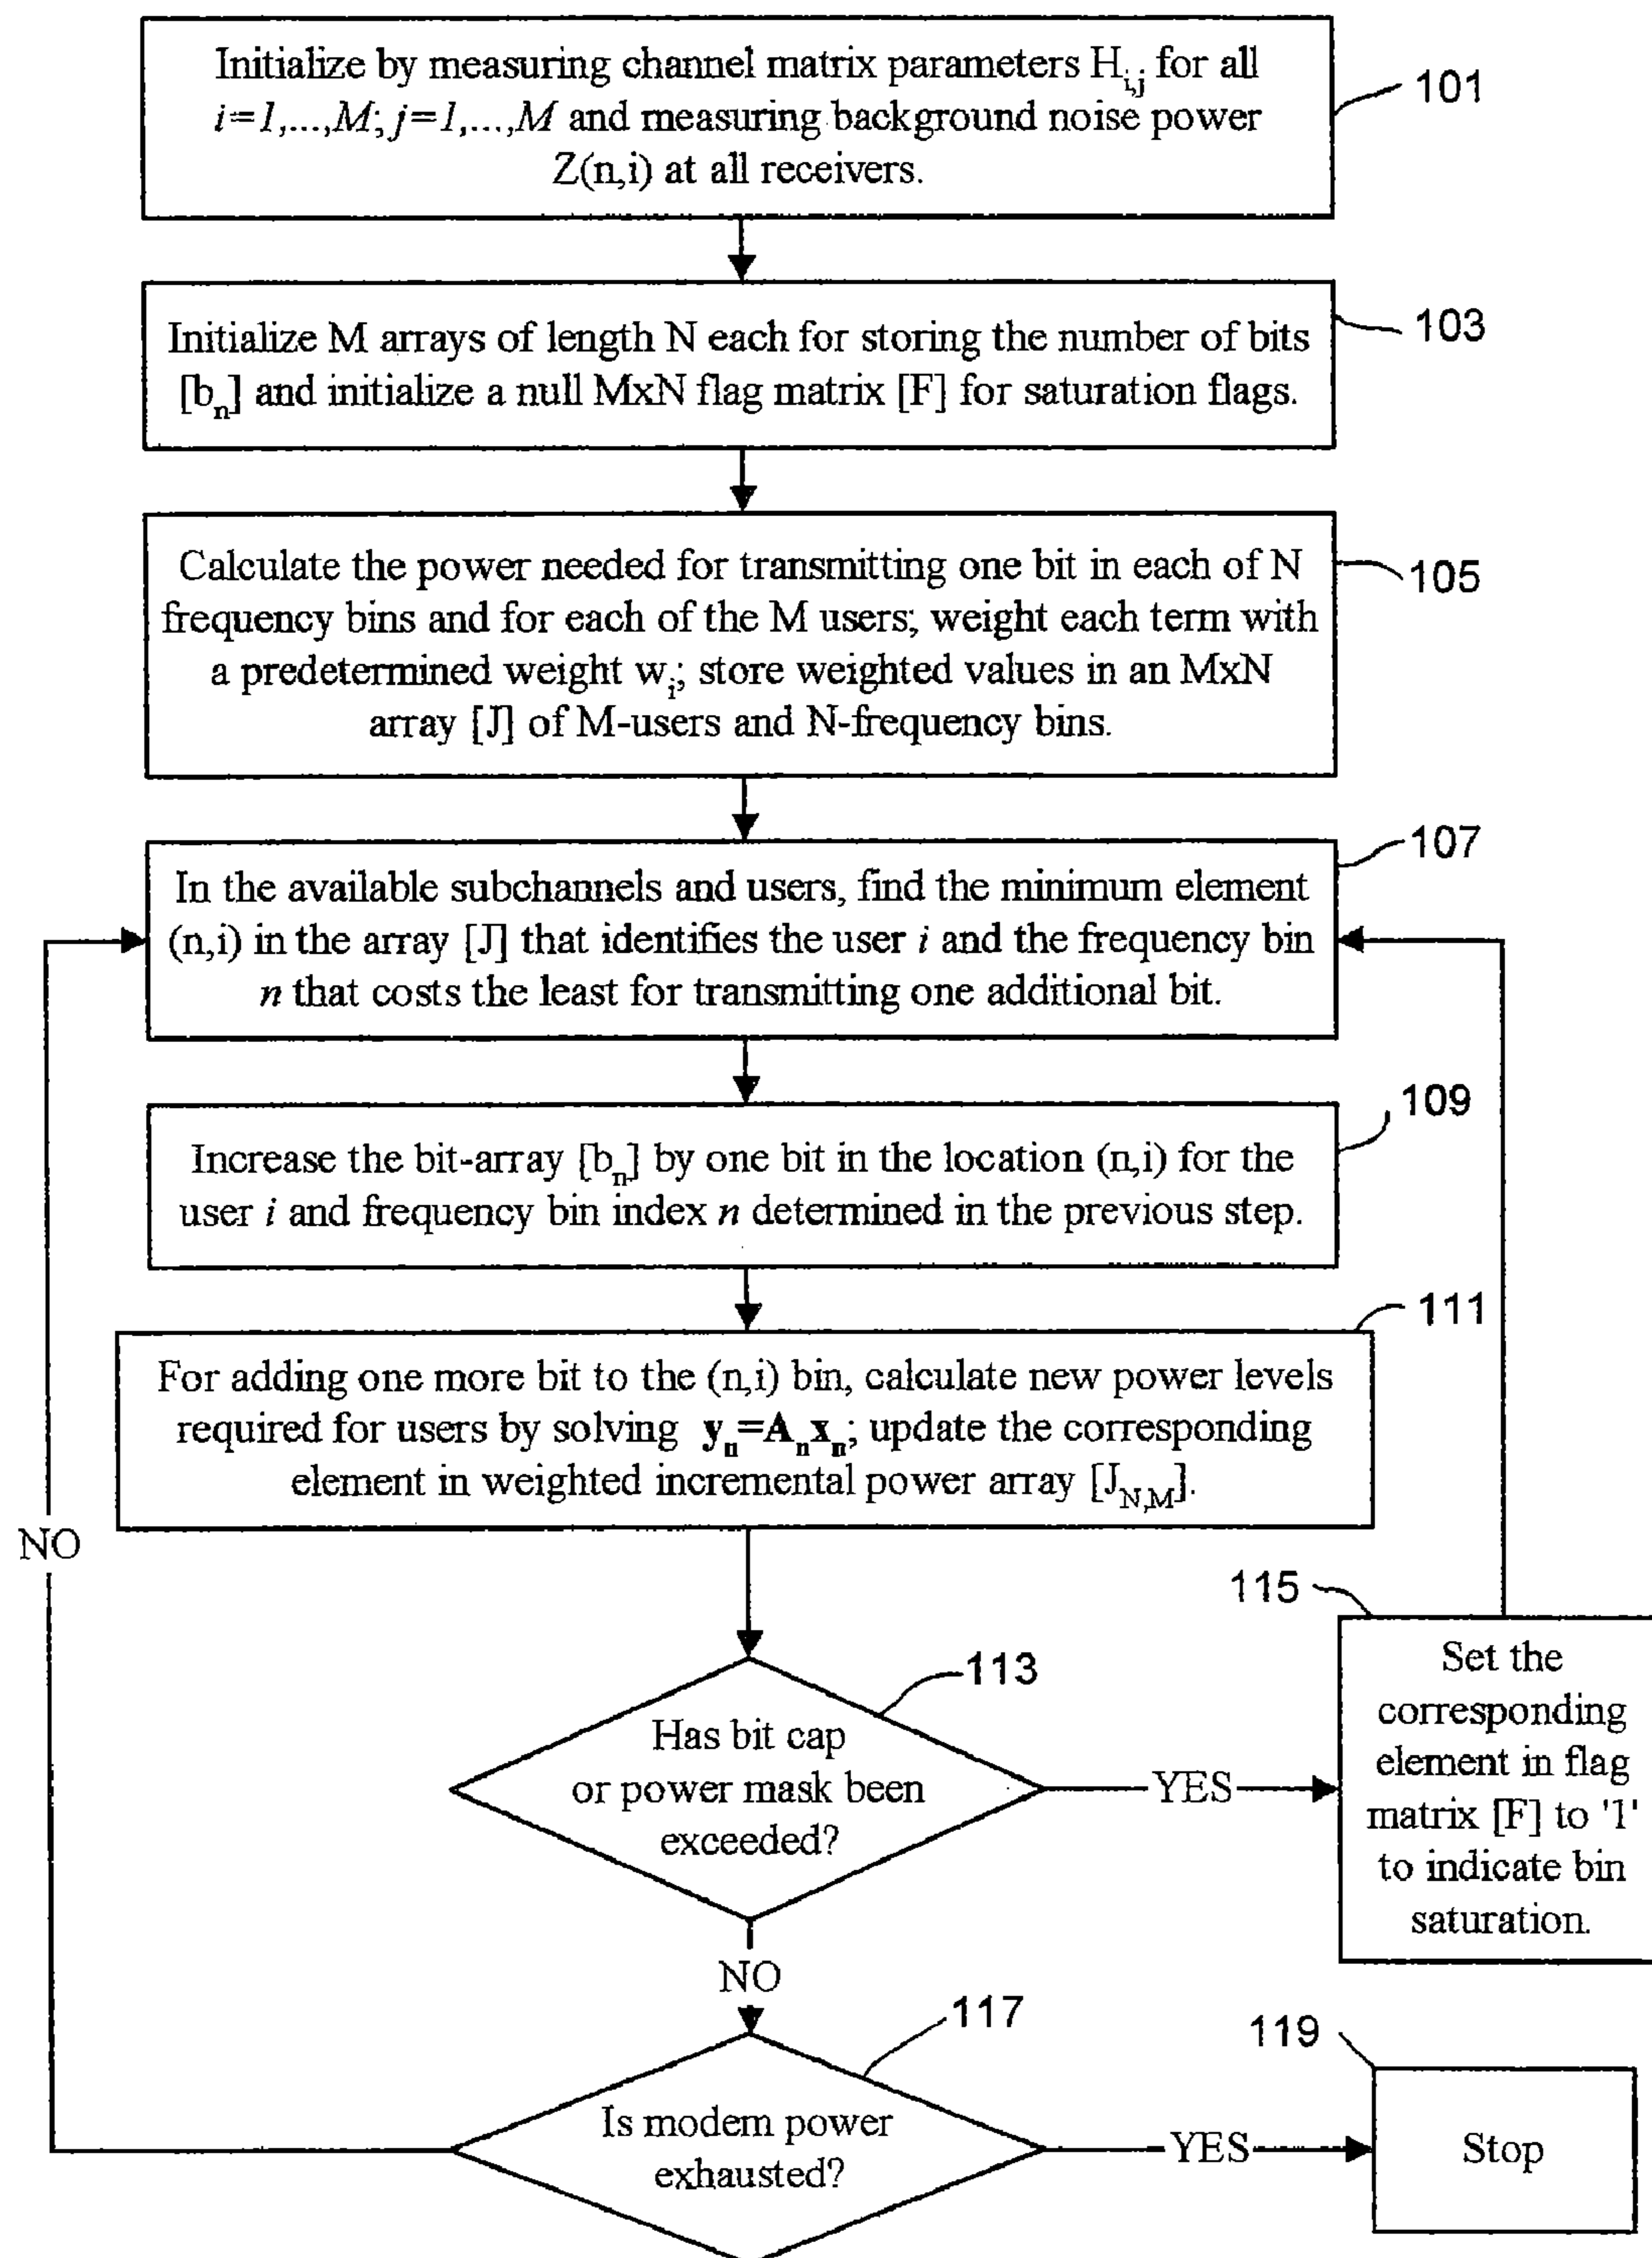 Initialize by measuring channel matrix parameters H_{i,j} for all
i=1,...,M; j=1,...,M and measuring background noise power
Z(n,i) at all receivers.
101
Initialize M arrays of length N each for storing the number of bits
[b_n] and initialize a null MxN flag matrix [F] for saturation flags.
103
Calculate the power needed for transmitting one bit in each of N
frequency bins and for each of the M users; weight each term with
a predetermined weight w_i; store weighted values in an MxN
array [J] of M-users and N-frequency bins.
105
In the available subchannels and users, find the minimum element
(n,i) in the array [J] that identifies the user i and the frequency bin
n that costs the least for transmitting one additional bit.
107
Increase the bit-array [b_n] by one bit in the location (n,i) for the
user i and frequency bin index n determined in the previous step.
109
For adding one more bit to the (n,i) bin, calculate new power levels
required for users by solving y_n=A_nx_n; update the corresponding
element in weighted incremental power array [J_{N,M}].
111
NO
Has bit cap
or power mask been
exceeded?
113
YES
115
Set the
corresponding
element in flag
matrix [F] to '1'
to indicate bin
saturation.
NO
Is modem power
exhausted?
117
YES
119
Stop